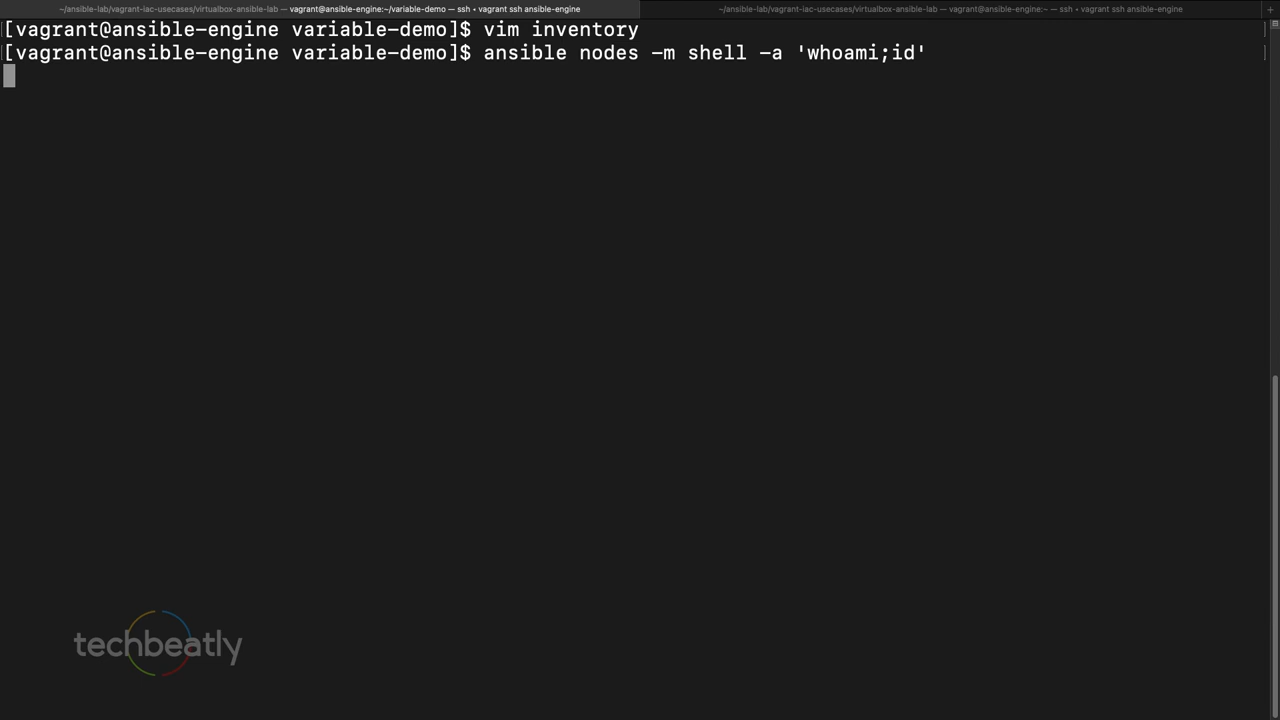 ~/ansible-lab/vagrant-iac-usecases/virtualbox-ansible-lab — vagrant@ansible-engine:~/variable-demo — ssh ◂ vagrant ssh ansible-engine
~/ansible-lab/vagrant-iac-usecases/virtualbox-ansible-lab — vagrant@ansible-engine:~ — ssh ◂ vagrant ssh ansible-engine
[vagrant@ansible-engine variable-demo]$ vim inventory
[vagrant@ansible-engine variable-demo]$ ansible nodes -m shell -a 'whoami;id'
techbeatly